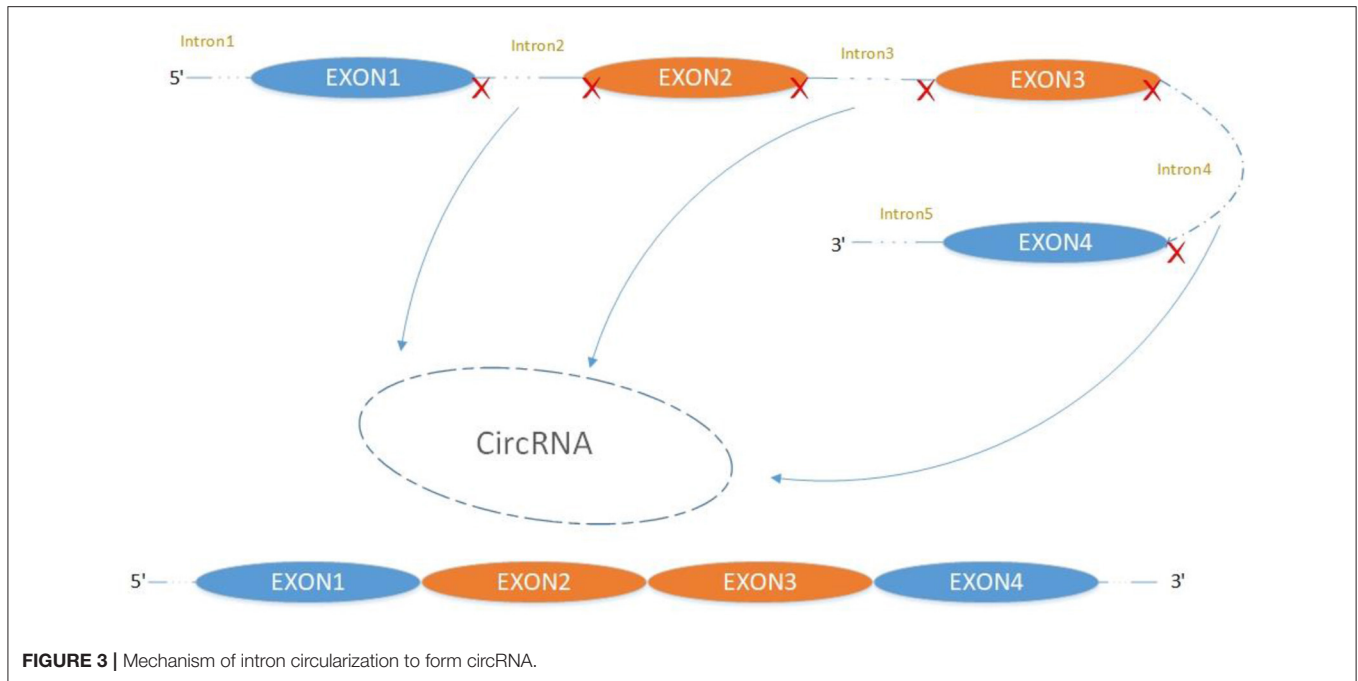 Intron1
Intron2
Intron3
5'
EXON1
X
X
EXON2
X
X
EXON3
X
Intron4
Intron5
3'
EXON4
X
CircRNA
5'
EXON1
EXON2
EXON3
EXON4
3'
FIGURE 3 | Mechanism of intron circularization to form circRNA.